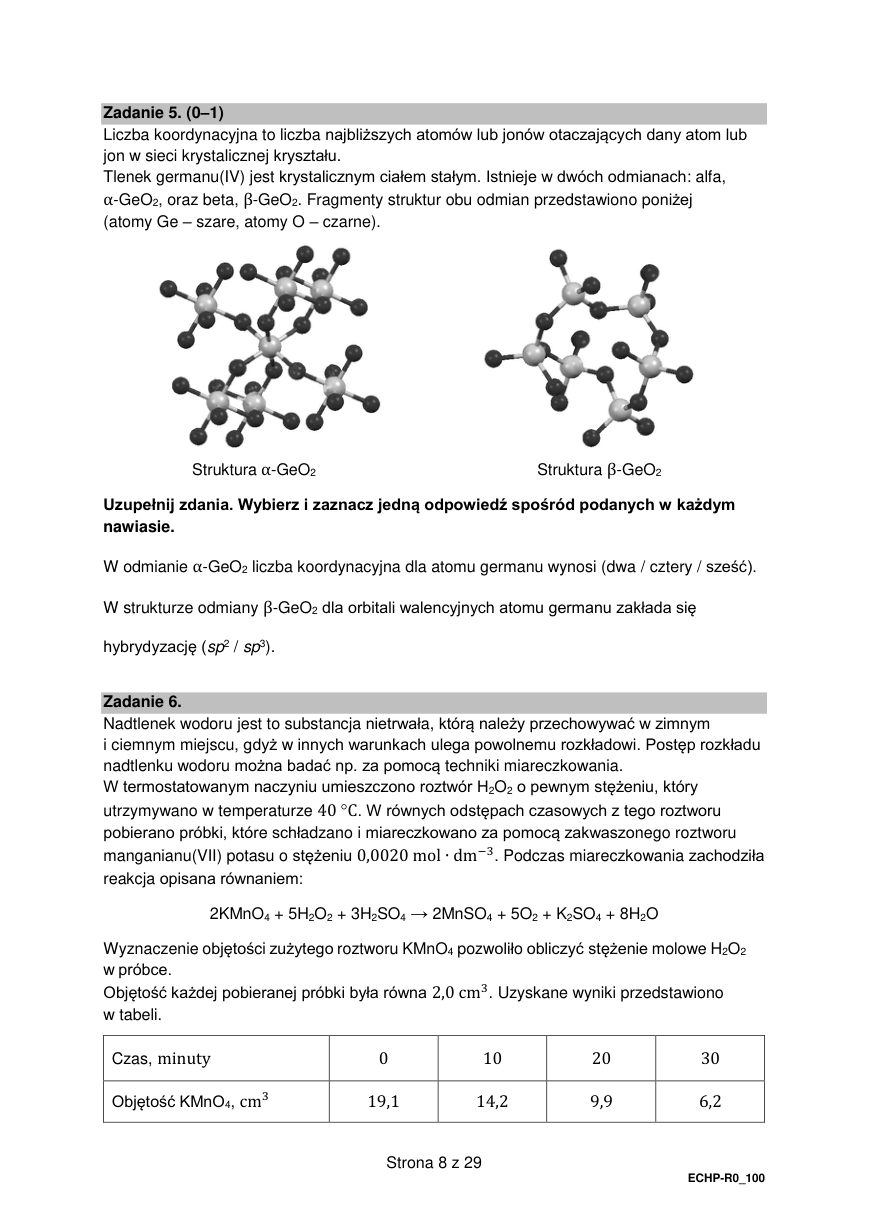 Zadanie 5. (0–1)
Liczba koordynacyjna to liczba najbliższych atomów lub jonów otaczających dany atom lub
jon w sieci krystalicznej kryształu.
Tlenek germanu(IV) jest krystalicznym ciałem stałym. Istnieje w dwóch odmianach: alfa,
α-GeO₂, oraz beta, β-GeO₂. Fragmenty struktur obu odmian przedstawiono poniżej
(atomy Ge – szare, atomy O – czarne).
Struktura α-GeO₂ Struktura β-GeO₂
Uzupełnij zdania. Wybierz i zaznacz jedną odpowiedź spośród podanych w każdym
nawiasie.
W odmianie α-GeO₂ liczba koordynacyjna dla atomu germanu wynosi (dwa / cztery / sześć).
W strukturze odmiany β-GeO₂ dla orbitali walencyjnych atomu germanu zakłada się
hybrydyzację (sp² / sp³).
Zadanie 6.
Nadtlenek wodoru jest to substancja nietrwała, którą należy przechowywać w zimnym
i ciemnym miejscu, gdyż w innych warunkach ulega powolnemu rozkładowi. Postęp rozkładu
nadtlenku wodoru można badać np. za pomocą techniki miareczkowania.
W termostatowanym naczyniu umieszczono roztwór H₂O₂ o pewnym stężeniu, który
utrzymywano w temperaturze 40 °C. W równych odstępach czasowych z tego roztworu
pobierano próbki, które schładzano i miareczkowano za pomocą zakwaszonego roztworu
manganianu(VII) potasu o stężeniu 0,0020 mol · dm⁻³. Podczas miareczkowania zachodziła
reakcja opisana równaniem:
2KMnO₄ + 5H₂O₂ + 3H₂SO₄ → 2MnSO₄ + 5O₂ + K₂SO₄ + 8H₂O
Wyznaczenie objętości zużytego roztworu KMnO₄ pozwoliło obliczyć stężenie molowe H₂O₂
w próbce.
Objętość każdej pobieranej próbki była równa 2,0 cm³. Uzyskane wyniki przedstawiono
w tabeli.
Czas, minuty 0 10 20 30
Objętość KMnO₄, cm³ 19,1 14,2 9,9 6,2
Strona 8 z 29
ECHP-R0_100